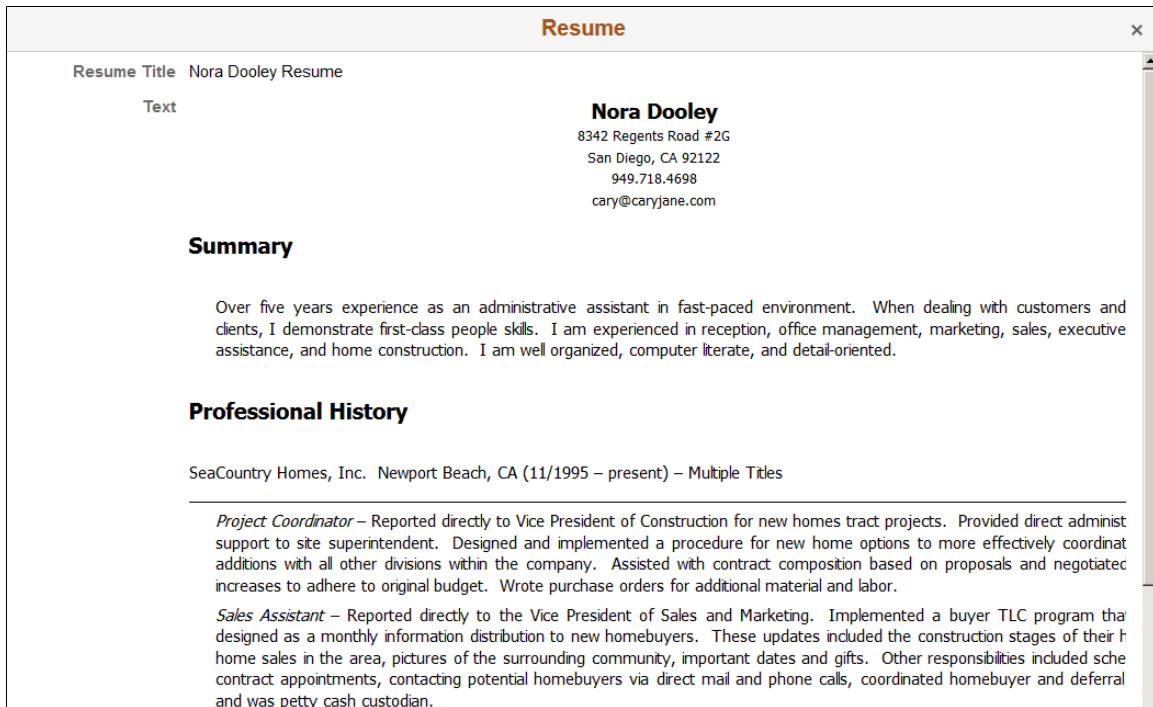 Resume
×
Resume Title Nora Dooley Resume
Text
Nora Dooley
8342 Regents Road #2G
San Diego, CA 92122
949.718.4698
cary@caryjane.com
Summary
Over five years experience as an administrative assistant in fast-paced environment. When dealing with customers and
clients, I demonstrate first-class people skills. I am experienced in reception, office management, marketing, sales, executive
assistance, and home construction. I am well organized, computer literate, and detail-oriented.
Professional History
SeaCountry Homes, Inc. Newport Beach, CA (11/1995 – present) – Multiple Titles
Project Coordinator – Reported directly to Vice President of Construction for new homes tract projects. Provided direct administ
support to site superintendent. Designed and implemented a procedure for new home options to more effectively coordinat
additions with all other divisions within the company. Assisted with contract composition based on proposals and negotiated
increases to adhere to original budget. Wrote purchase orders for additional material and labor.
Sales Assistant – Reported directly to the Vice President of Sales and Marketing. Implemented a buyer TLC program tha
designed as a monthly information distribution to new homebuyers. These updates included the construction stages of their h
home sales in the area, pictures of the surrounding community, important dates and gifts. Other responsibilities included sche
contract appointments, contacting potential homebuyers via direct mail and phone calls, coordinated homebuyer and deferral
and was petty cash custodian.